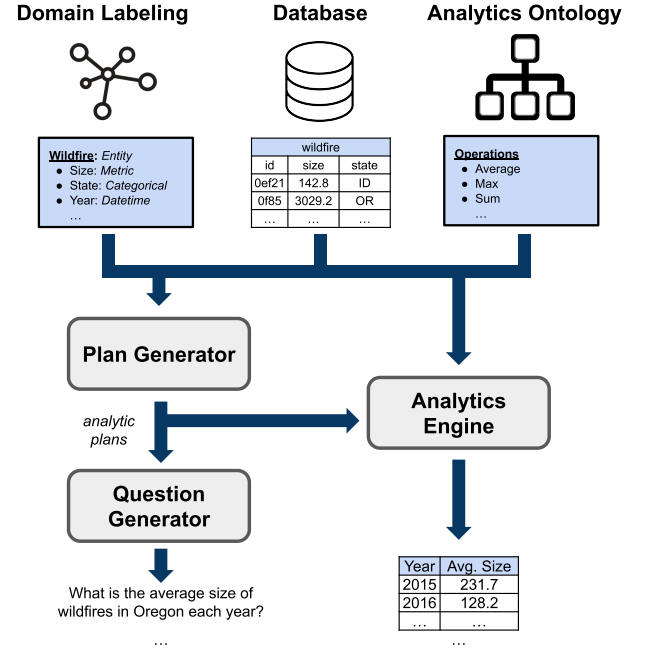 Domain Labeling
Database
Analytics Ontology
Wildfire: Entity
● Size: Metric
● State: Categorical
● Year: Datetime
...
wildfire
id size state
0ef21 142.8 ID
0f85 3029.2 OR
... ... ...
Operations
● Average
● Max
● Sum
...
Plan Generator
analytic
plans
Analytics
Engine
Question
Generator
What is the average size of
wildfires in Oregon each year?
...
Year Avg. Size
2015 231.7
2016 128.2
... ...
...